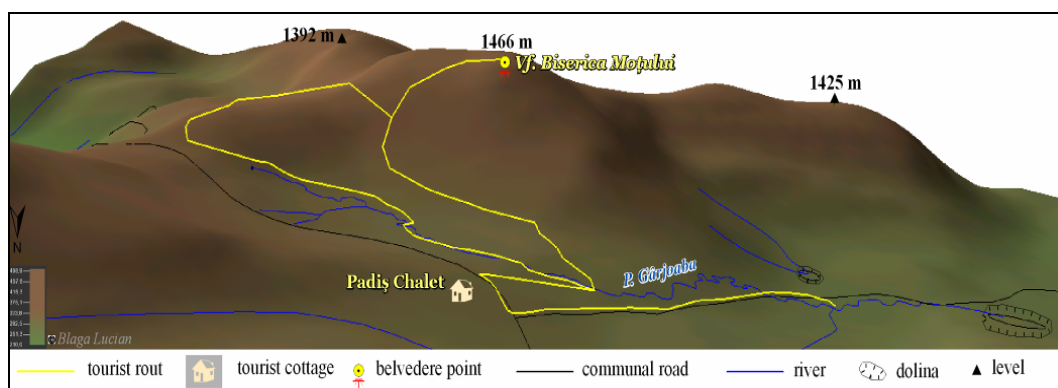 1392 m
1466 m
Vf. Biserica Moţului
1425 m
N
P. Gârjoaba
Padiş Chalet
Blaga Lucian
tourist rout tourist cottage belvedere point communal road river dolina level